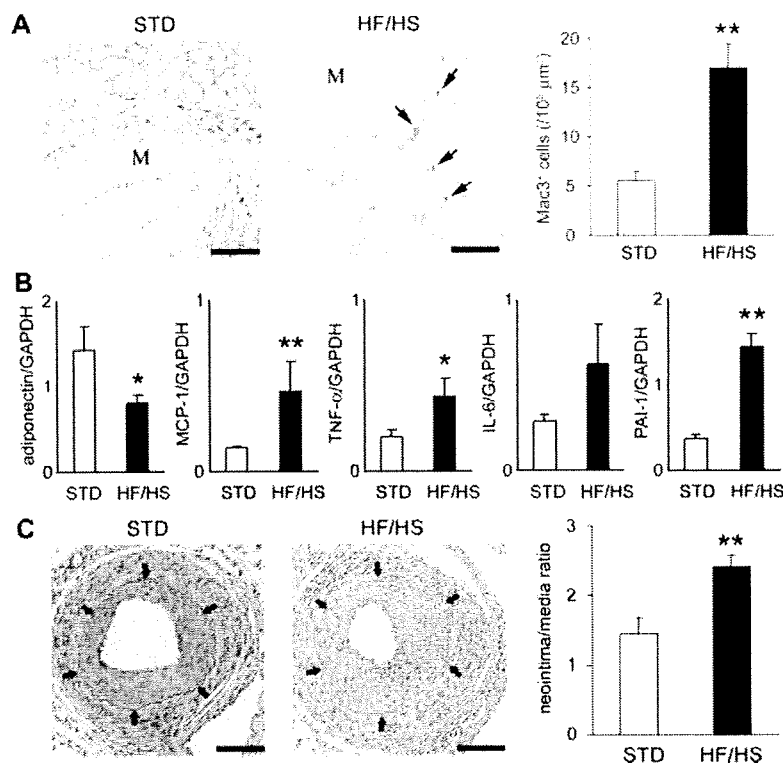 A
STD
HF/HS
M
M
**
Mac3⁺ cells (/10⁵ μm²)
20
15
10
5
0
STD
HF/HS
B
adiponectin/GAPDH
2
1
0
*
STD HF/HS
MCP-1/GAPDH
1
0
**
STD HF/HS
TNF-α/GAPDH
1
0
*
STD HF/HS
IL-6/GAPDH
1
0
STD HF/HS
PAI-1/GAPDH
2
1
0
**
STD HF/HS
C
STD
HF/HS
neointima/media ratio
3
2
1
0
**
STD
HF/HS